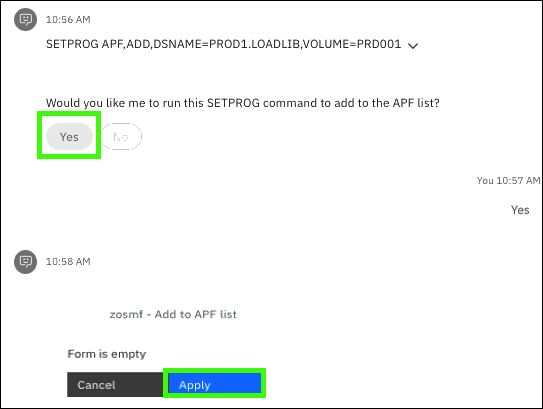 10:56 AM
SETPROG APF,ADD,DSNAME=PROD1.LOADLIB,VOLUME=PRD001
Would you like me to run this SETPROG command to add to the APF list?
Yes
No
You 10:57 AM
Yes
10:58 AM
zosmf - Add to APF list
Form is empty
Cancel
Apply